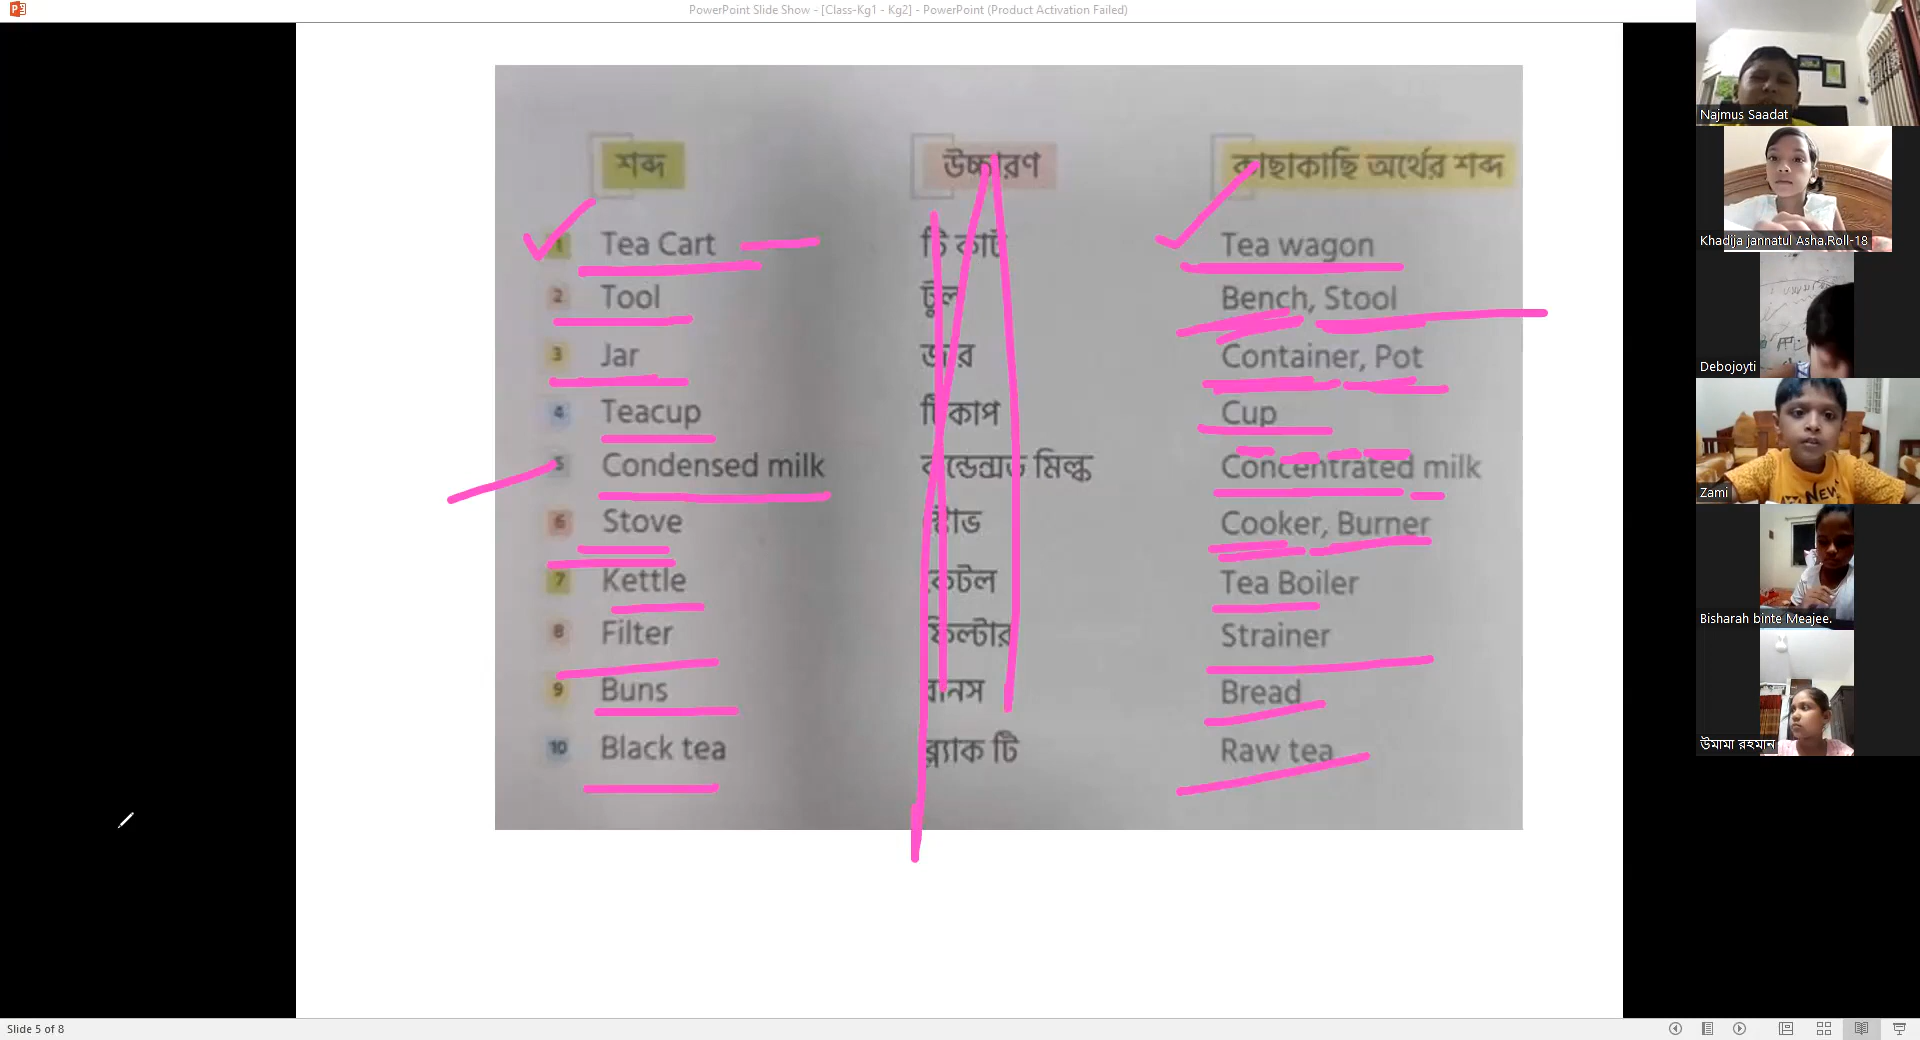 PowerPoint Slide Show - [Class-Kg1 - Kg2] - PowerPoint (Product Activation Failed)
শব্দ উচ্চারণ কাছাকাছি অর্থের শব্দ
1 Tea Cart টি কার্ট Tea wagon
2 Tool টুল Bench, Stool
3 Jar জার Container, Pot
4 Teacup টিকাপ Cup
5 Condensed milk কন্ডেন্সড মিল্ক Concentrated milk
6 Stove স্টোভ Cooker, Burner
7 Kettle কেটল Tea Boiler
8 Filter ফিল্টার Strainer
9 Buns বানস Bread
10 Black tea ব্ল্যাক টি Raw tea
Najmus Saadat
Khadija jannatul Asha.Roll-18
Debojoyti
Zami
NEW
Bisharah binte Meajee.
উমামা রহমান
Slide 5 of 8